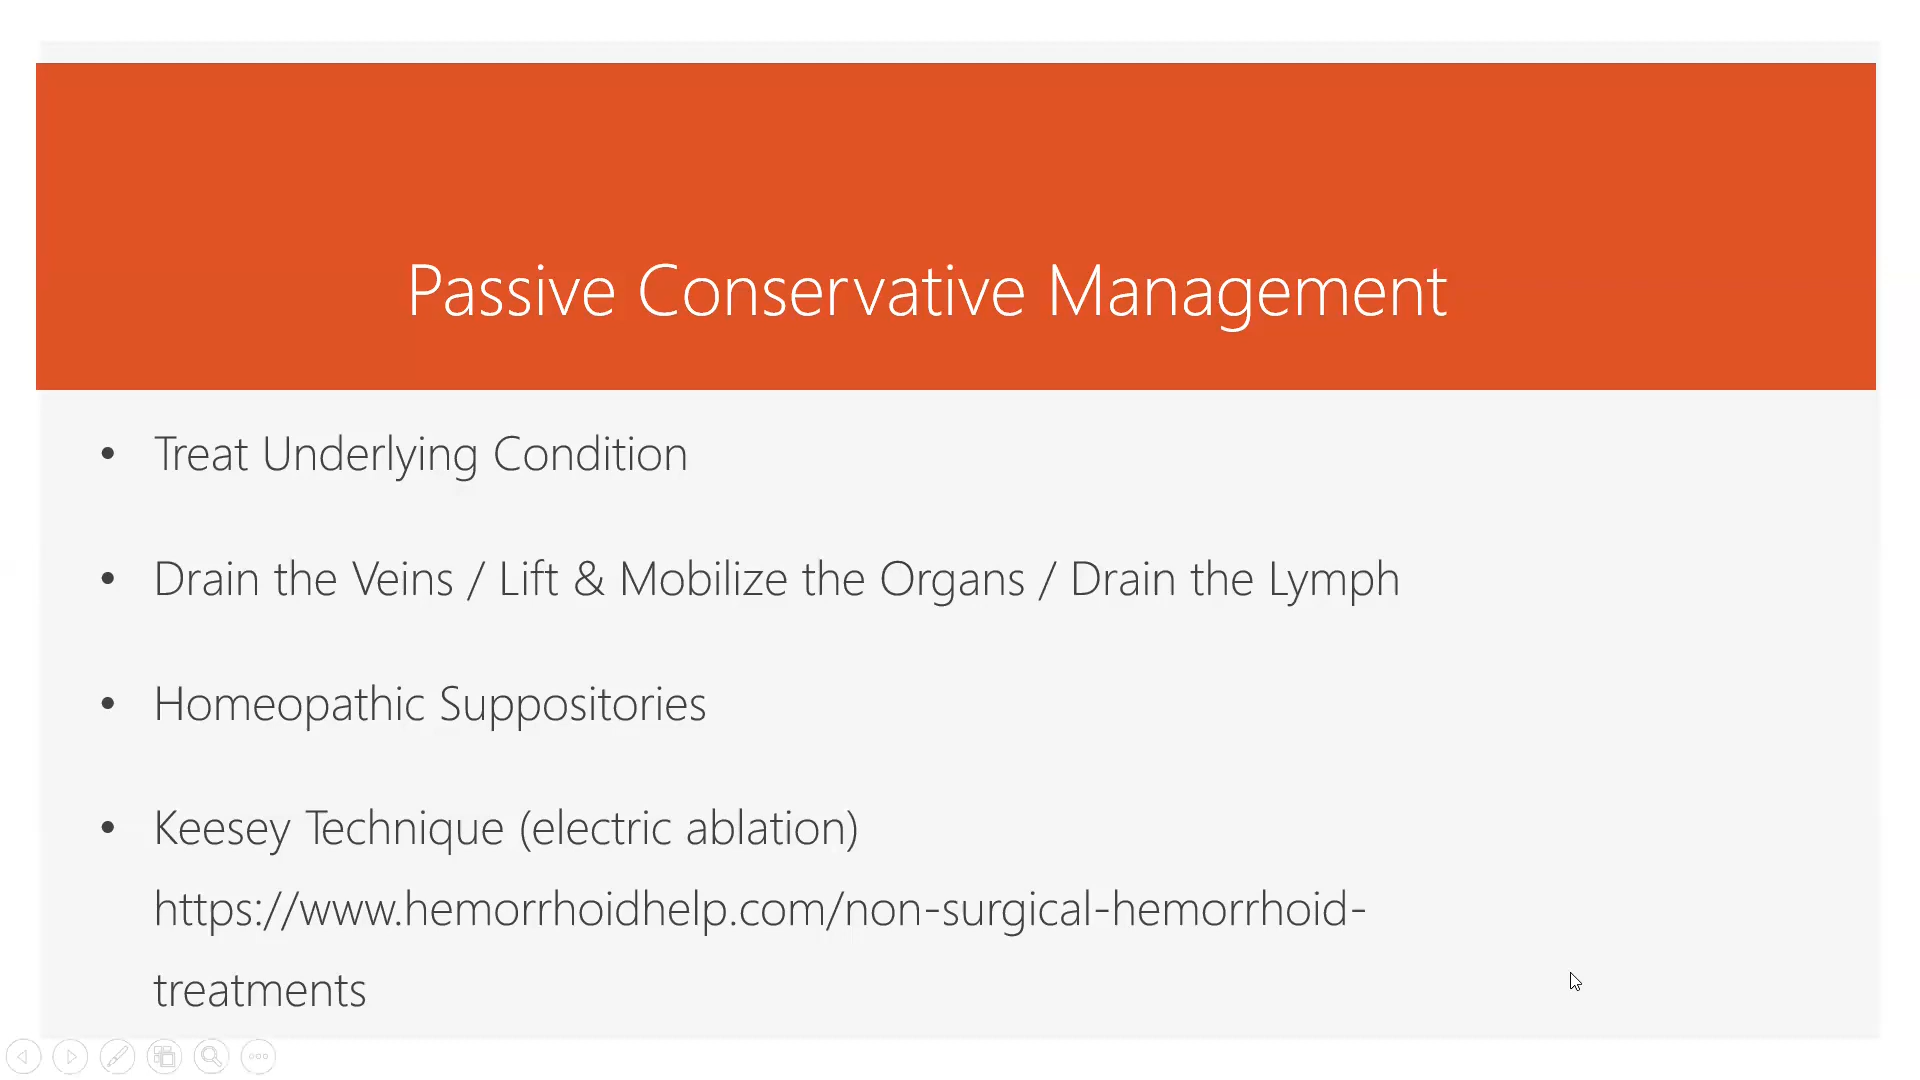 Passive Conservative Management
• Treat Underlying Condition
• Drain the Veins / Lift & Mobilize the Organs / Drain the Lymph
• Homeopathic Suppositories
• Keesey Technique (electric ablation)
https://www.hemorrhoidhelp.com/non-surgical-hemorrhoid-
treatments